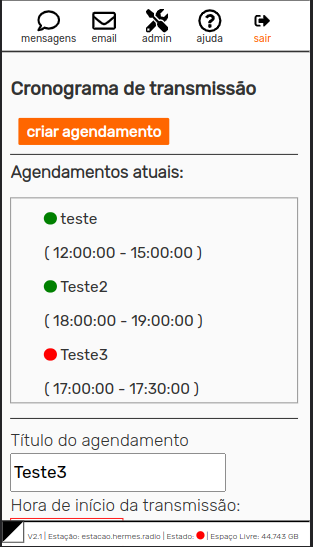 mensagens email admin ajuda sair
Cronograma de transmissão
criar agendamento
Agendamentos atuais:
teste
( 12:00:00 - 15:00:00 )
Teste2
( 18:00:00 - 19:00:00 )
Teste3
( 17:00:00 - 17:30:00 )
Título do agendamento
Teste3
Hora de início da transmissão:
V2.1 | Estação: estacao.hermes.radio | Estado: | Espaço Livre: 44.743 GB